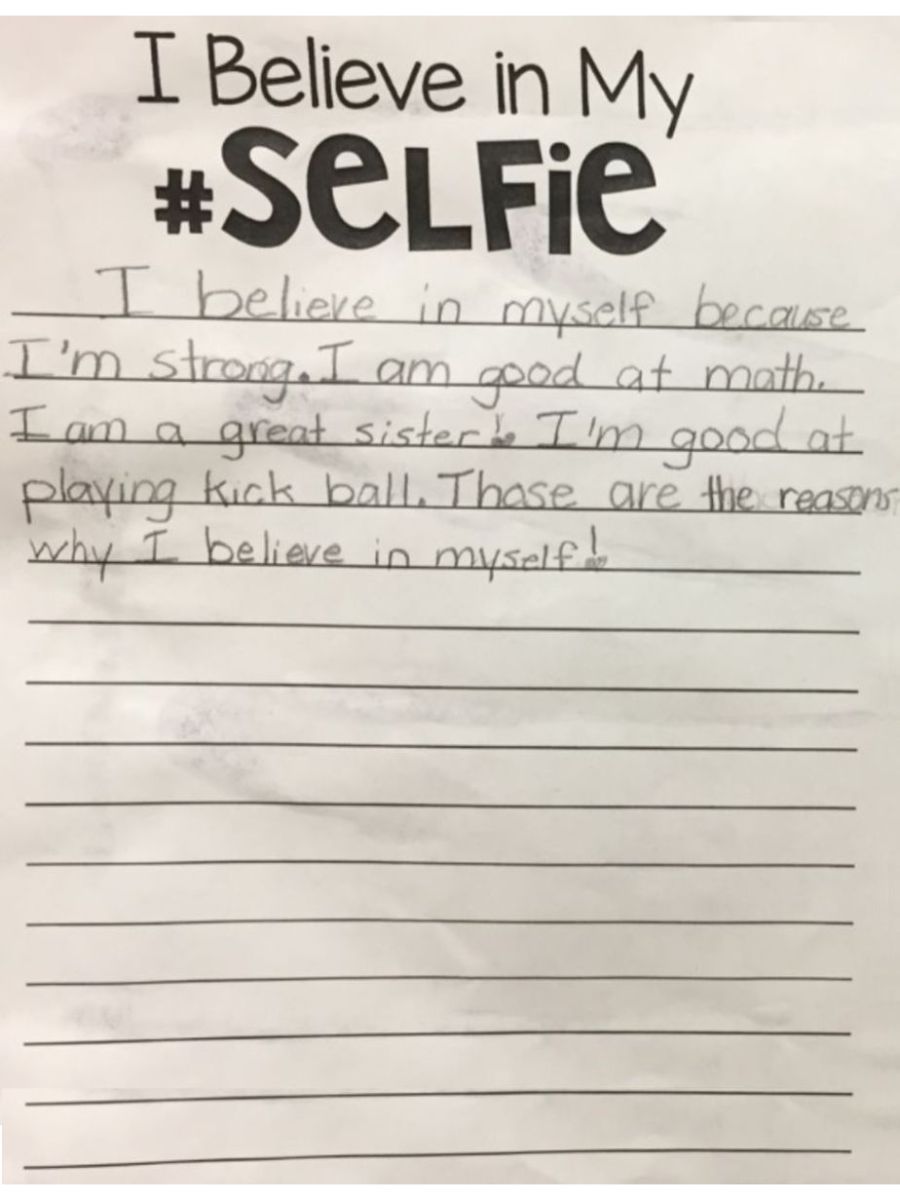 I Believe in My
#SeLFie
I believe in myself because
I'm strong. I am good at math.
I am a great sister! I'm good at
playing kick ball. Those are the reasons
why I believe in myself!